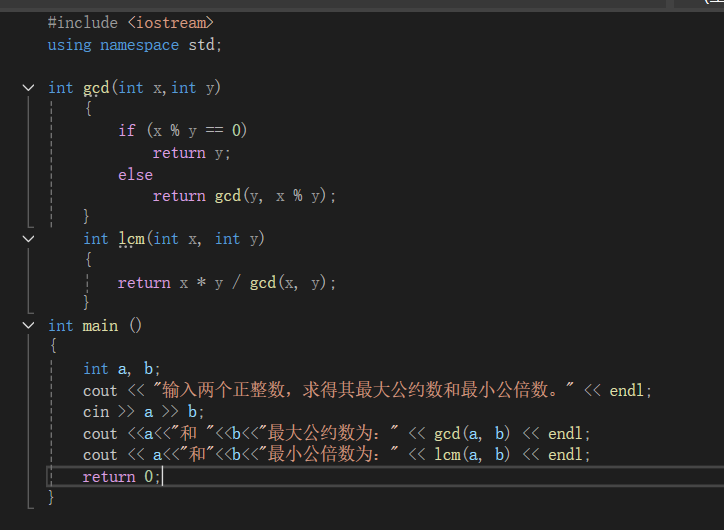 #include <iostream>
using namespace std;
int gcd(int x,int y)
{
if (x % y == 0)
return y;
else
return gcd(y, x % y);
}
int lcm(int x, int y)
{
return x * y / gcd(x, y);
}
int main ()
{
int a, b;
cout << "输入两个正整数，求得其最大公约数和最小公倍数。" << endl;
cin >> a >> b;
cout <<a<<"和 "<<b<<"最大公约数为：" << gcd(a, b) << endl;
cout << a<<"和"<<b<<"最小公倍数为：" << lcm(a, b) << endl;
return 0;
}